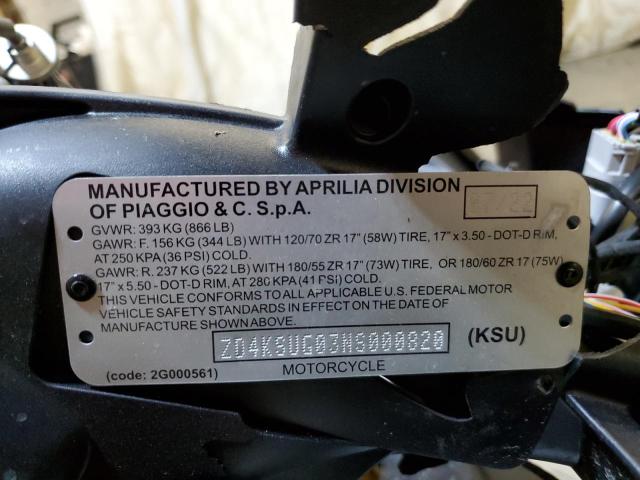 MANUFACTURED BY APRILIA DIVISION
OF PIAGGIO & C. S.p.A.
GVWR: 393 KG (866 LB)
GAWR: F. 156 KG (344 LB) WITH 120/70 ZR 17" (58W) TIRE, 17" x 3.50 - DOT-D RIM,
AT 250 KPA (36 PSI) COLD.
GAWR: R. 237 KG (522 LB) WITH 180/55 ZR 17" (73W) TIRE, OR 180/60 ZR 17 (75W)
17" x 5.50 - DOT-D RIM, AT 280 KPA (41 PSI) COLD.
THIS VEHICLE CONFORMS TO ALL APPLICABLE U.S. FEDERAL MOTOR
VEHICLE SAFETY STANDARDS IN EFFECT ON THE DATE OF
MANUFACTURE SHOWN ABOVE.
ZD4KSUG03NS000820 (KSU)
(code: 2G000561) MOTORCYCLE